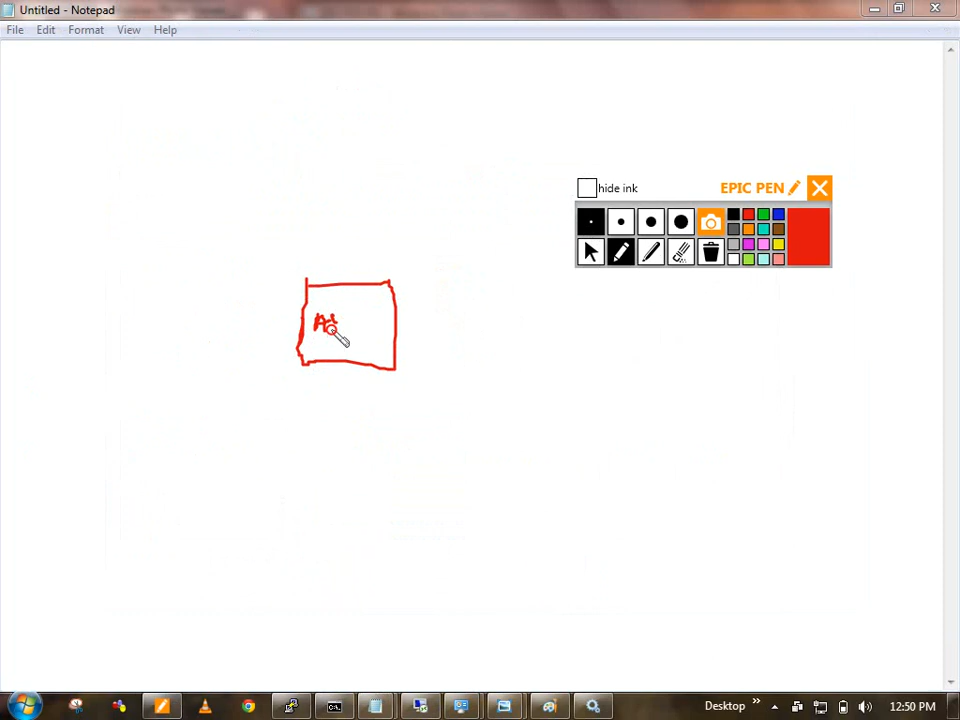 Untitled - Notepad
File Edit Format View Help
hide ink
EPIC PEN
Desktop
12:50 PM